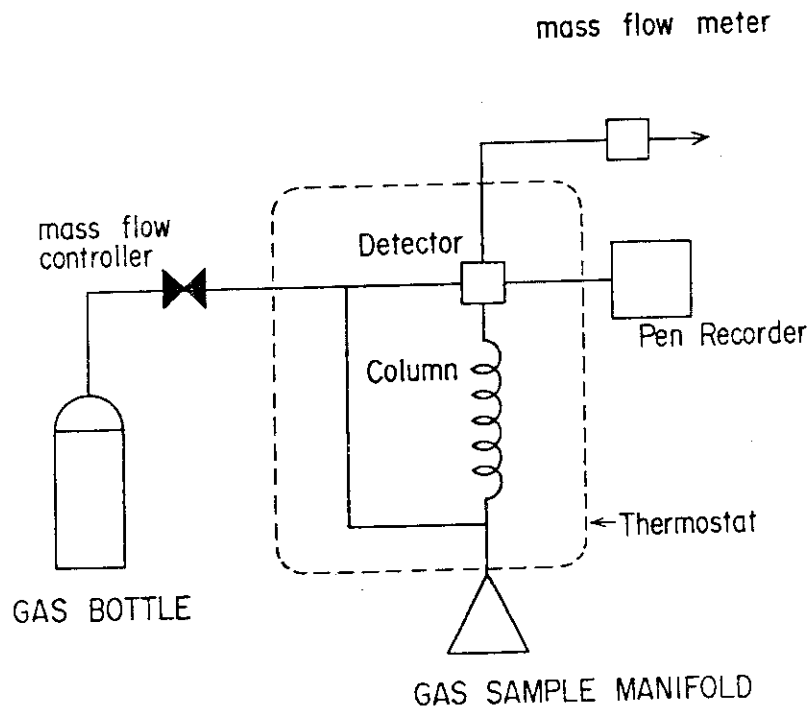 mass flow meter
mass flow
controller
Detector
Pen Recorder
Column
Thermostat
GAS BOTTLE
GAS SAMPLE MANIFOLD